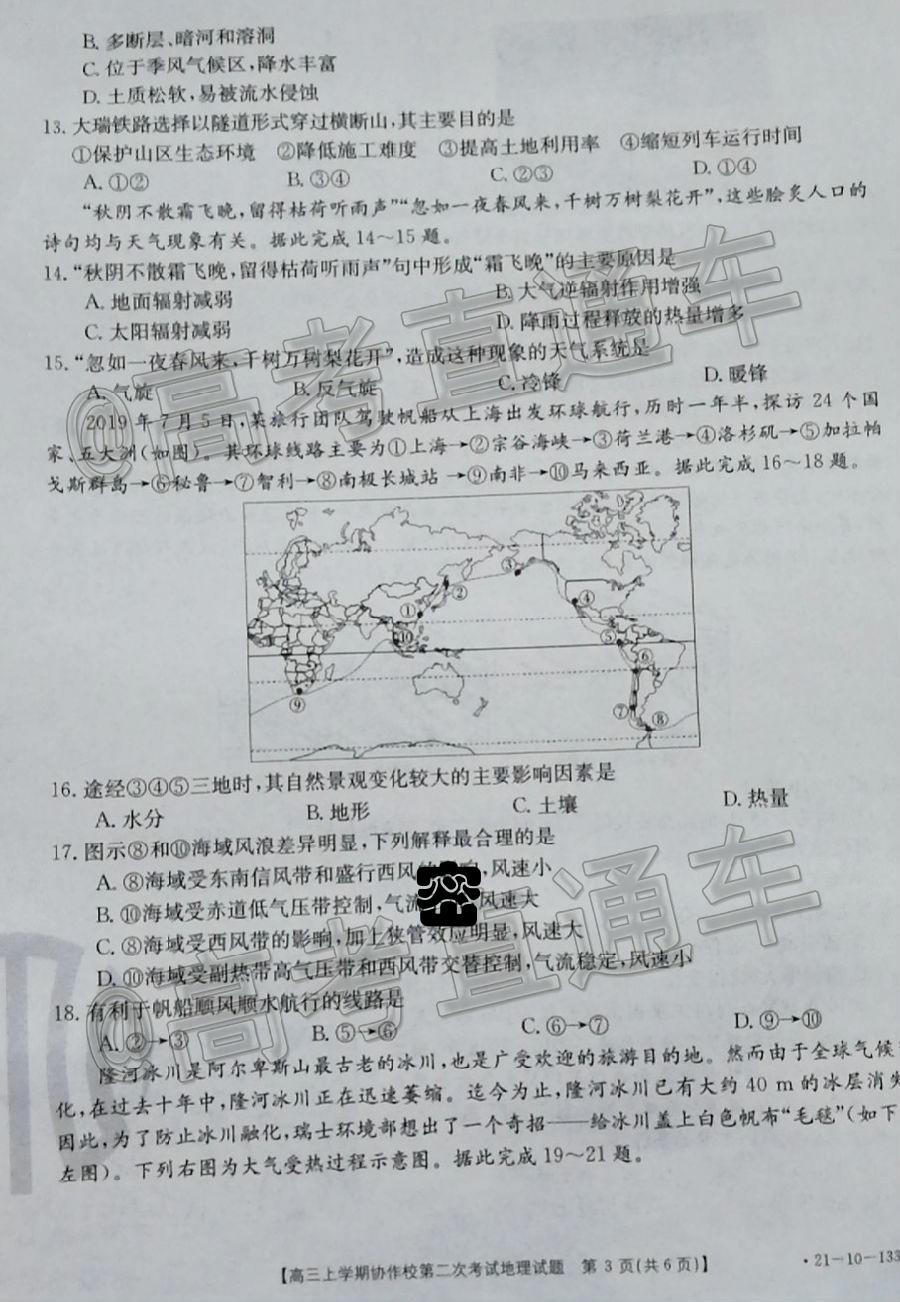 B. 多断层、暗河和溶洞
C. 位于季风气候区,降水丰富
D. 土质松软,易被流水侵蚀
13. 大瑞铁路选择以隧道形式穿过横断山,其主要目的是
①保护山区生态环境 ②降低施工难度 ③提高土地利用率 ④缩短列车运行时间
A. ①② B. ③④ C. ②③ D. ①④
“秋阴不散霜飞晚,留得枯荷听雨声”“忽如一夜春风来,千树万树梨花开”,这些脍炙人口的
诗句均与天气现象有关。据此完成14～15题。
14. “秋阴不散霜飞晚,留得枯荷听雨声”句中形成“霜飞晚”的主要原因是
A. 地面辐射减弱 B. 大气逆辐射作用增强
C. 太阳辐射减弱 D. 降雨过程释放的热量增多
15. “忽如一夜春风来,千树万树梨花开”,造成这种现象的天气系统是
A. 气旋 B. 反气旋 C. 冷锋 D. 暖锋
2019年7月5日,某旅行团队驾驶帆船从上海出发环球航行,历时一年半,探访24个国
家、五大洲(如图)。其环球线路主要为①上海→②宗谷海峡→③荷兰港→④洛杉矶→⑤加拉帕
戈斯群岛→⑥秘鲁→⑦智利→⑧南极长城站→⑨南非→⑩马来西亚。据此完成16～18题。
③
②
①
④
⑩
⑤
⑥
⑨
⑦
⑧
16. 途经③④⑤三地时,其自然景观变化较大的主要影响因素是
A. 水分 B. 地形 C. 土壤 D. 热量
17. 图示⑧和⑩海域风浪差异明显,下列解释最合理的是
A. ⑧海域受东南信风带和盛行西风的 ,风速小
B. ⑩海域受赤道低气压带控制,气流 风速大
C. ⑧海域受西风带的影响,加上狭管效应明显,风速大
D. ⑩海域受副热带高气压带和西风带交替控制,气流稳定,风速小
18. 有利于帆船顺风顺水航行的线路是
A. ②→③ B. ⑤→⑥ C. ⑥→⑦ D. ⑨→⑩
隆河冰川是阿尔卑斯山最古老的冰川,也是广受欢迎的旅游目的地。然而由于全球气候
化,在过去十年中,隆河冰川正在迅速萎缩。迄今为止,隆河冰川已有大约40 m的冰层消失
因此,为了防止冰川融化,瑞士环境部想出了一个奇招——给冰川盖上白色帆布“毛毯”(如下
左图)。下列右图为大气受热过程示意图。据此完成19～21题。
【高三上学期协作校第二次考试地理试题 第3页(共6页)】
·21-10-133
@高考直通车
@高考直通车